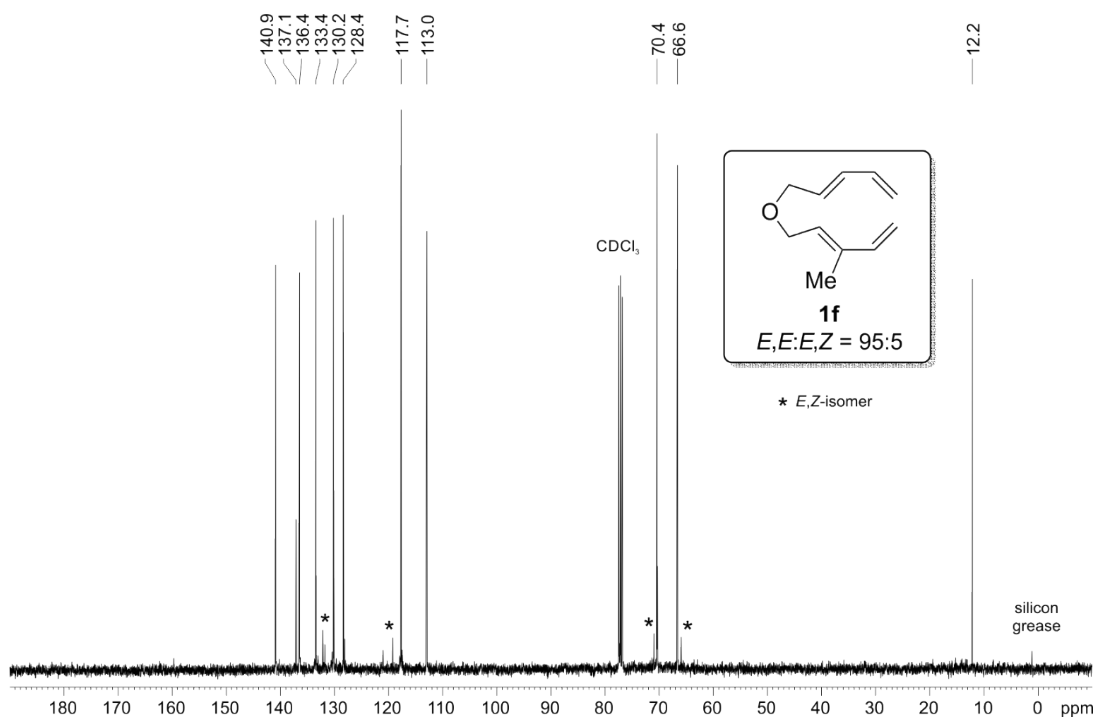 140.9
137.1
136.4
133.4
130.2
128.4
117.7
113.0
70.4
66.6
12.2
CDCl₃
O
Me
1f
E,E:E,Z = 95:5
* E,Z-isomer
*
*
*
*
silicon
grease
180 170 160 150 140 130 120 110 100 90 80 70 60 50 40 30 20 10 0 ppm